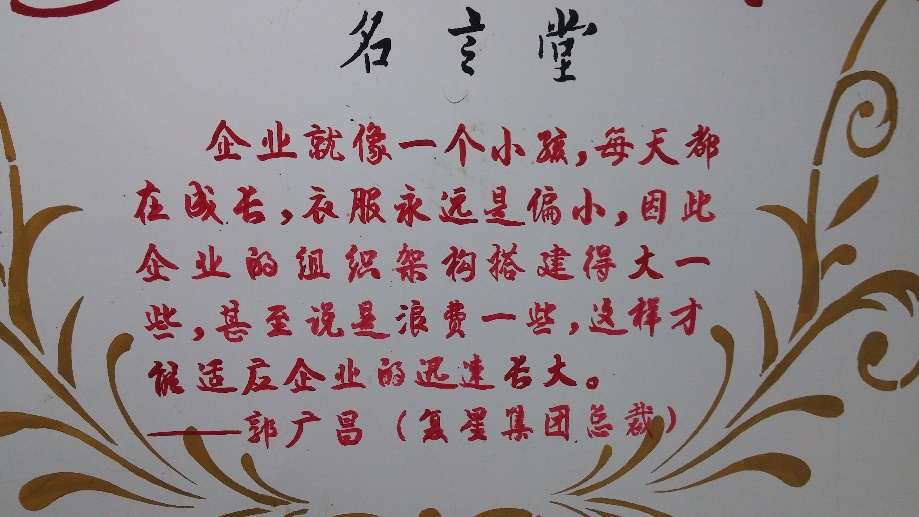 名言堂
企业就像一个小孩，每天都
在成长，衣服永远是偏小，因此
企业的组织架构搭建得大一
些，甚至说是浪费一些，这样才
能适应企业的迅速长大。
——郭广昌（复星集团总裁）